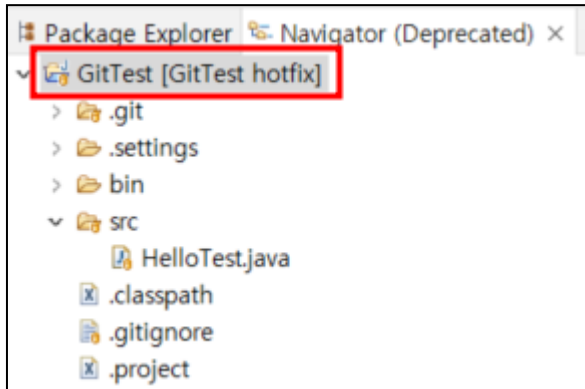 Package Explorer Navigator (Deprecated)
GitTest [GitTest hotfix]
.git
.settings
bin
src
HelloTest.java
.classpath
.gitignore
.project